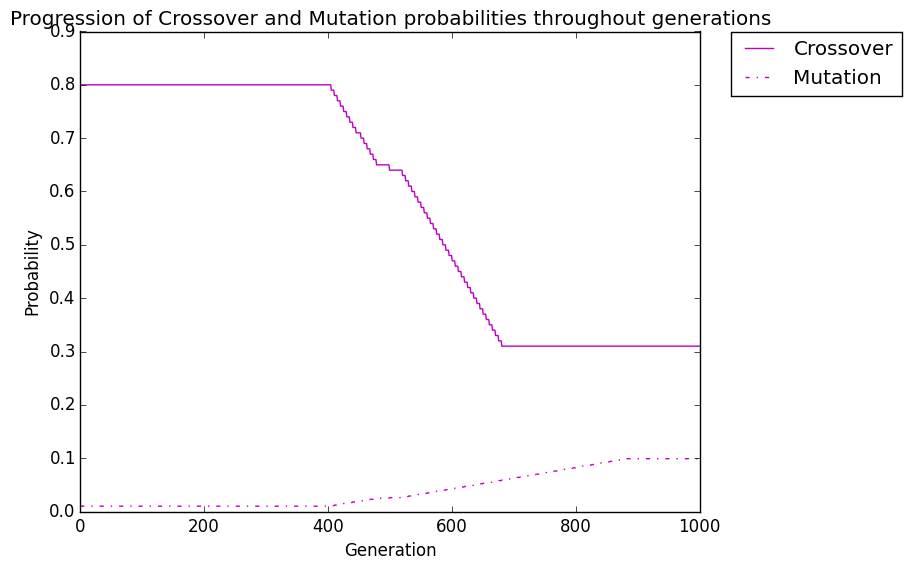 Progression of Crossover and Mutation probabilities throughout generations
Crossover
Mutation
0.9
0.8
0.7
0.6
0.5
0.4
0.3
0.2
0.1
0.0
Probability
0 200 400 600 800 1000
Generation